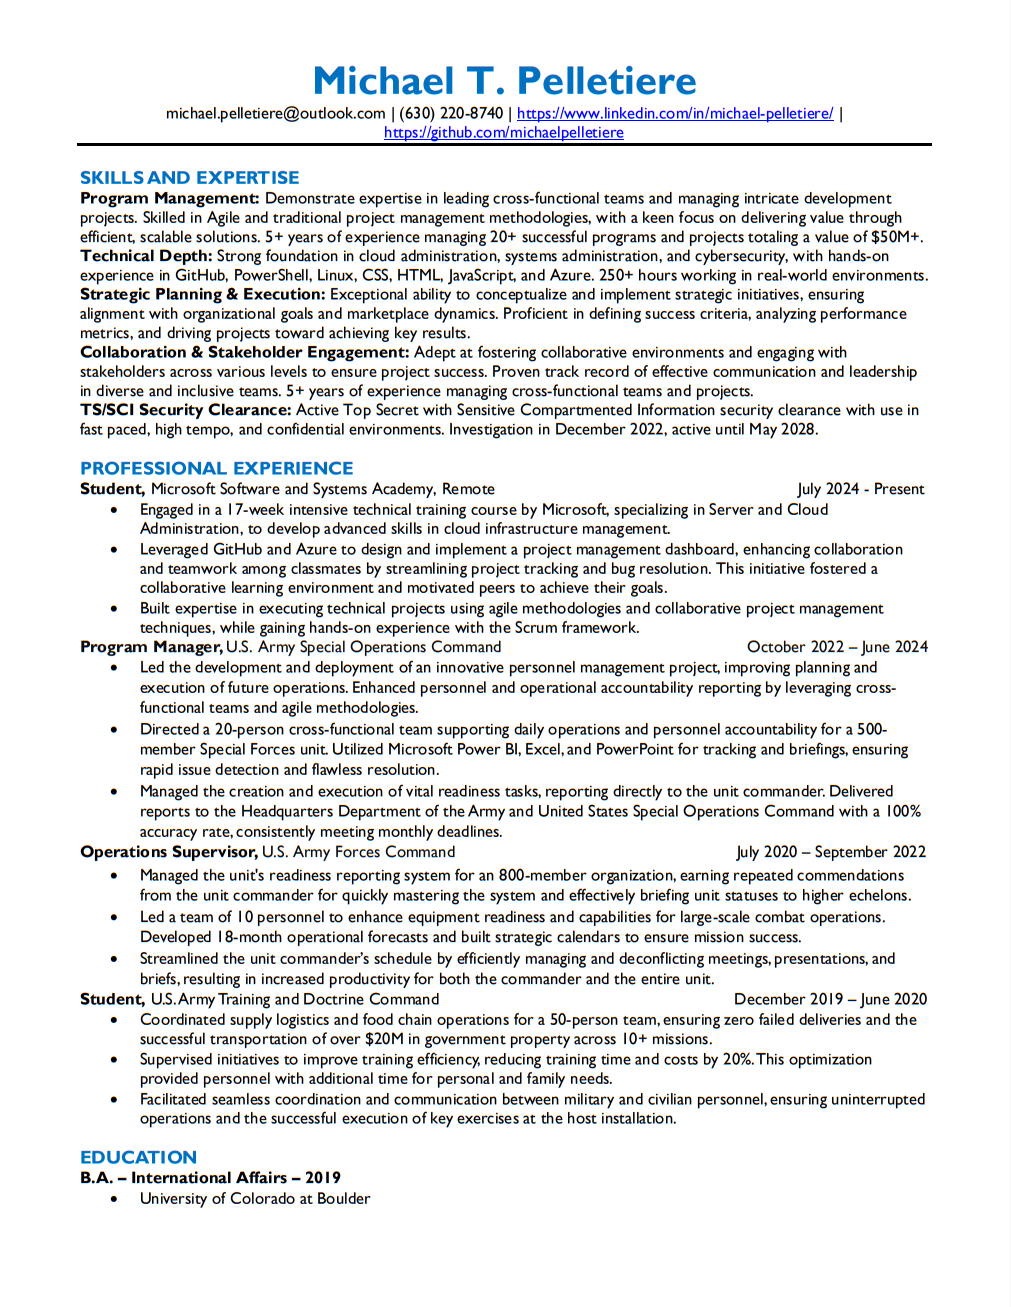 Michael T. Pelletiere
michael.pelletiere@outlook.com | (630) 220-8740 | https://www.linkedin.com/in/michael-pelletiere/ |
https://github.com/michaelpelletiere
SKILLS AND EXPERTISE
Program Management: Demonstrate expertise in leading cross-functional teams and managing intricate development
projects. Skilled in Agile and traditional project management methodologies, with a keen focus on delivering value through
efficient, scalable solutions. 5+ years of experience managing 20+ successful programs and projects totaling a value of $50M+.
Technical Depth: Strong foundation in cloud administration, systems administration, and cybersecurity, with hands-on
experience in GitHub, PowerShell, Linux, CSS, HTML, JavaScript, and Azure. 250+ hours working in real-world environments.
Strategic Planning & Execution: Exceptional ability to conceptualize and implement strategic initiatives, ensuring
alignment with organizational goals and marketplace dynamics. Proficient in defining success criteria, analyzing performance
metrics, and driving projects toward achieving key results.
Collaboration & Stakeholder Engagement: Adept at fostering collaborative environments and engaging with
stakeholders across various levels to ensure project success. Proven track record of effective communication and leadership
in diverse and inclusive teams. 5+ years of experience managing cross-functional teams and projects.
TS/SCI Security Clearance: Active Top Secret with Sensitive Compartmented Information security clearance with use in
fast paced, high tempo, and confidential environments. Investigation in December 2022, active until May 2028.
PROFESSIONAL EXPERIENCE
Student, Microsoft Software and Systems Academy, Remote July 2024 - Present
• Engaged in a 17-week intensive technical training course by Microsoft, specializing in Server and Cloud
Administration, to develop advanced skills in cloud infrastructure management.
• Leveraged GitHub and Azure to design and implement a project management dashboard, enhancing collaboration
and teamwork among classmates by streamlining project tracking and bug resolution. This initiative fostered a
collaborative learning environment and motivated peers to achieve their goals.
• Built expertise in executing technical projects using agile methodologies and collaborative project management
techniques, while gaining hands-on experience with the Scrum framework.
Program Manager, U.S. Army Special Operations Command October 2022 – June 2024
• Led the development and deployment of an innovative personnel management project, improving planning and
execution of future operations. Enhanced personnel and operational accountability reporting by leveraging cross-
functional teams and agile methodologies.
• Directed a 20-person cross-functional team supporting daily operations and personnel accountability for a 500-
member Special Forces unit. Utilized Microsoft Power BI, Excel, and PowerPoint for tracking and briefings, ensuring
rapid issue detection and flawless resolution.
• Managed the creation and execution of vital readiness tasks, reporting directly to the unit commander. Delivered
reports to the Headquarters Department of the Army and United States Special Operations Command with a 100%
accuracy rate, consistently meeting monthly deadlines.
Operations Supervisor, U.S. Army Forces Command July 2020 – September 2022
• Managed the unit's readiness reporting system for an 800-member organization, earning repeated commendations
from the unit commander for quickly mastering the system and effectively briefing unit statuses to higher echelons.
• Led a team of 10 personnel to enhance equipment readiness and capabilities for large-scale combat operations.
Developed 18-month operational forecasts and built strategic calendars to ensure mission success.
• Streamlined the unit commander’s schedule by efficiently managing and deconflicting meetings, presentations, and
briefs, resulting in increased productivity for both the commander and the entire unit.
Student, U.S. Army Training and Doctrine Command December 2019 – June 2020
• Coordinated supply logistics and food chain operations for a 50-person team, ensuring zero failed deliveries and the
successful transportation of over $20M in government property across 10+ missions.
• Supervised initiatives to improve training efficiency, reducing training time and costs by 20%. This optimization
provided personnel with additional time for personal and family needs.
• Facilitated seamless coordination and communication between military and civilian personnel, ensuring uninterrupted
operations and the successful execution of key exercises at the host installation.
EDUCATION
B.A. – International Affairs – 2019
• University of Colorado at Boulder